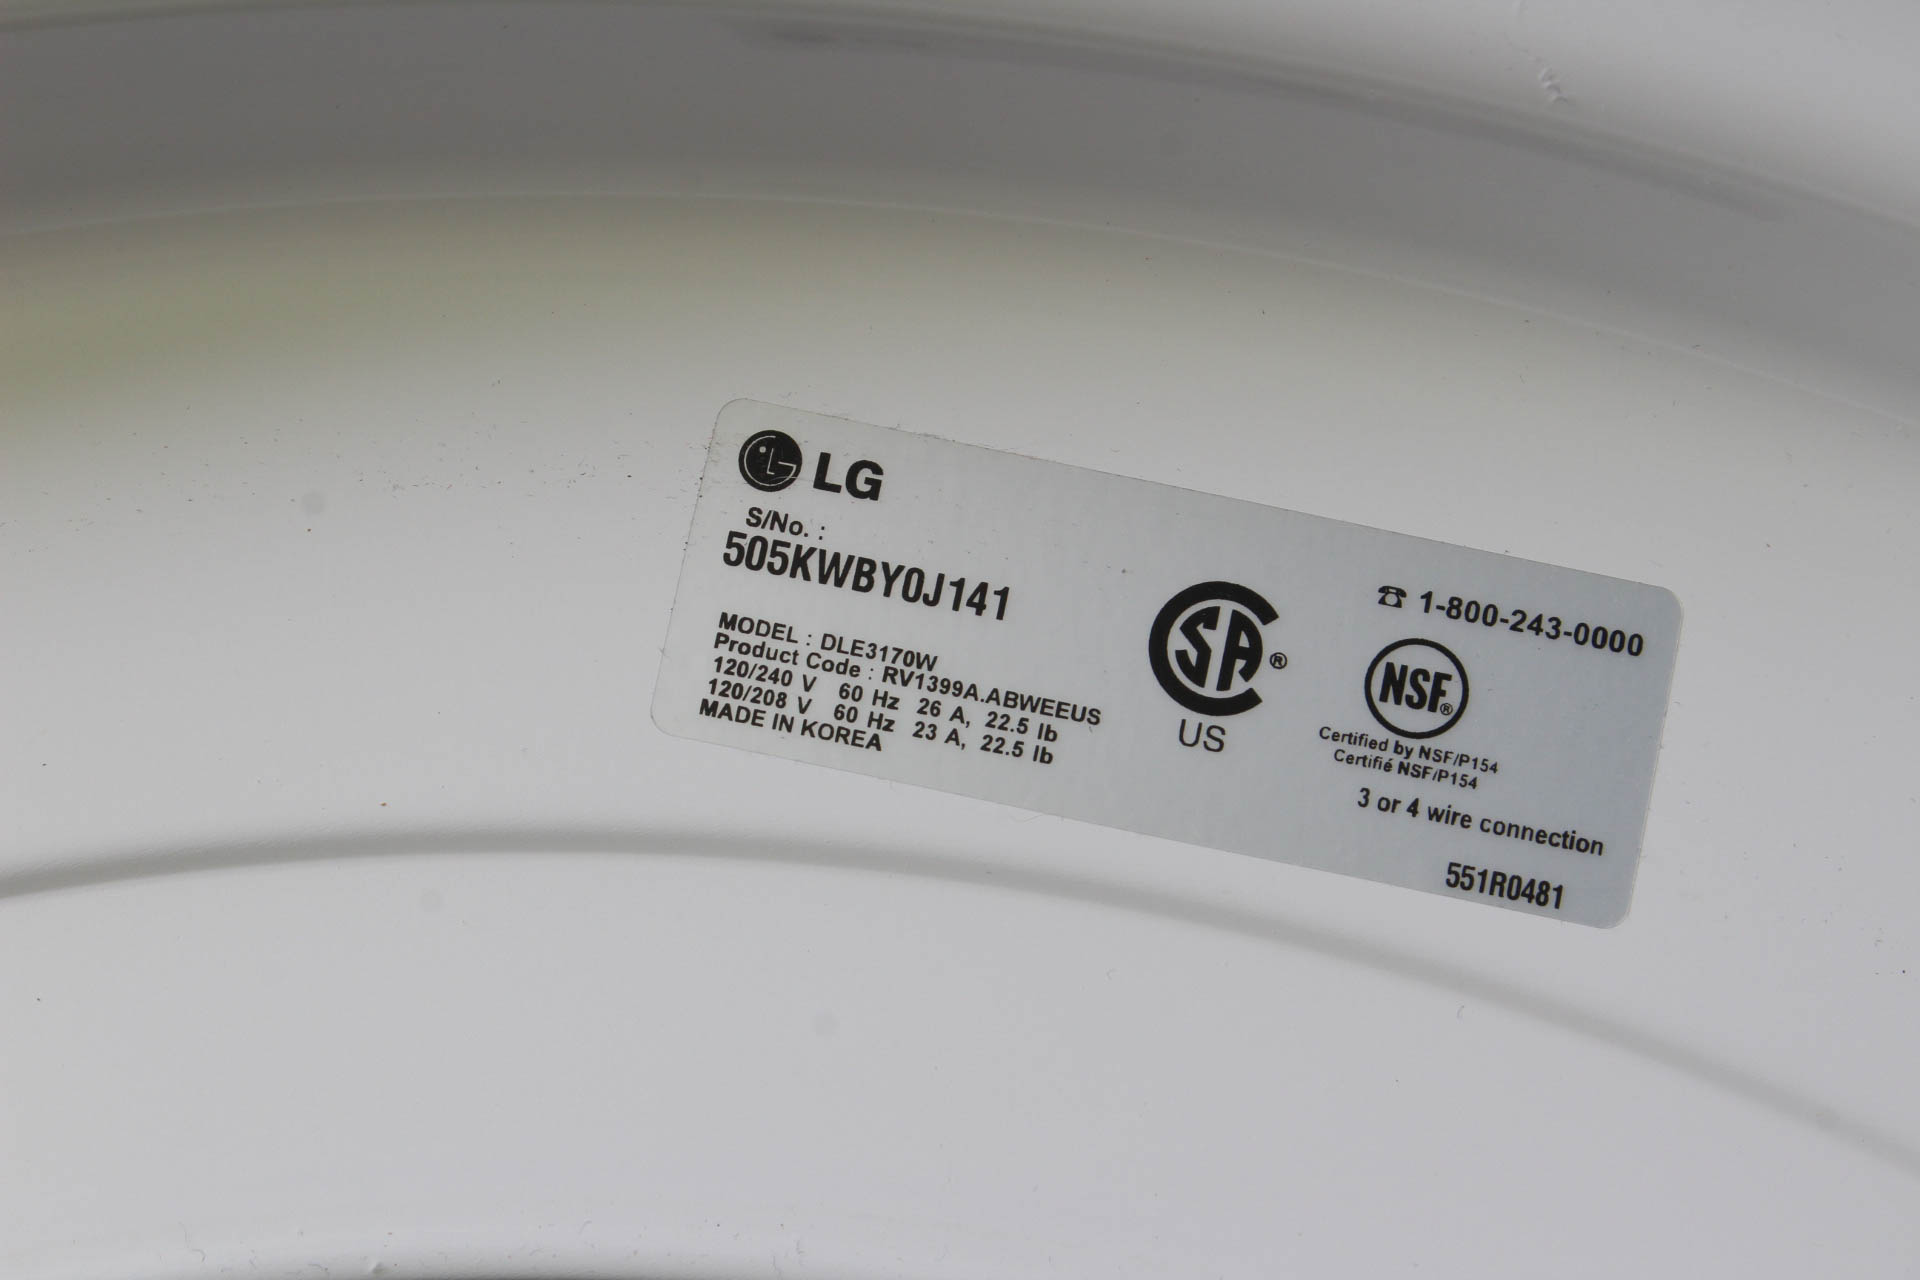 LG
S/No. :
505KWBY0J141
MODEL : DLE3170W
Product Code : RV1399A.ABWEEUS
120/240 V 60 Hz 26 A, 22.5 lb
120/208 V 60 Hz 23 A, 22.5 lb
MADE IN KOREA
SA ®
US
☎ 1-800-243-0000
NSF®
Certified by NSF/P154
Certifié NSF/P154
3 or 4 wire connection
551R0481